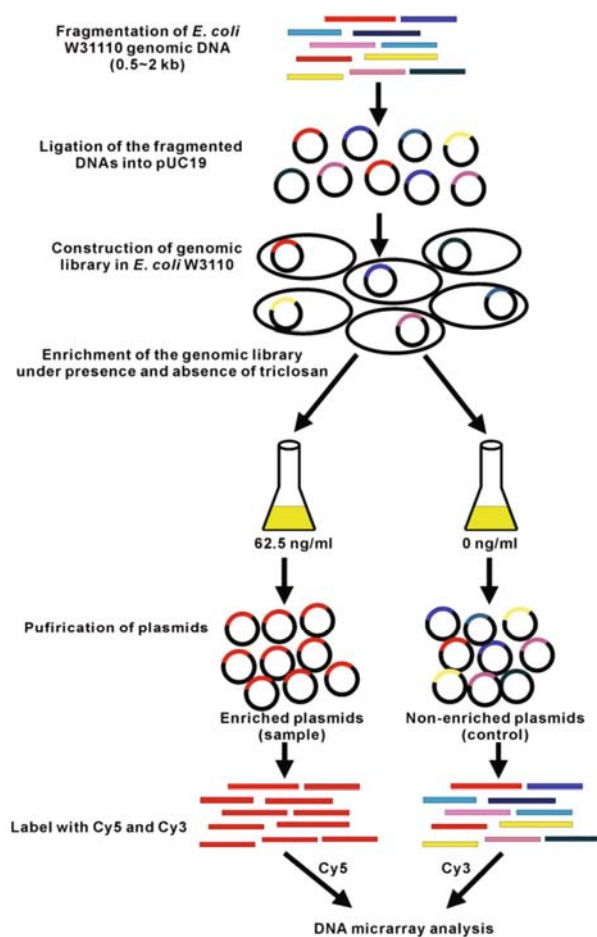 Fragmentation of E. coli
W31110 genomic DNA
(0.5~2 kb)
Ligation of the fragmented
DNAs into pUC19
Construction of genomic
library in E. coli W3110
Enrichment of the genomic library
under presence and absence of triclosan
62.5 ng/ml
0 ng/ml
Pufirication of plasmids
Enriched plasmids
(sample)
Non-enriched plasmids
(control)
Label with Cy5 and Cy3
Cy5
Cy3
DNA micrarray analysis